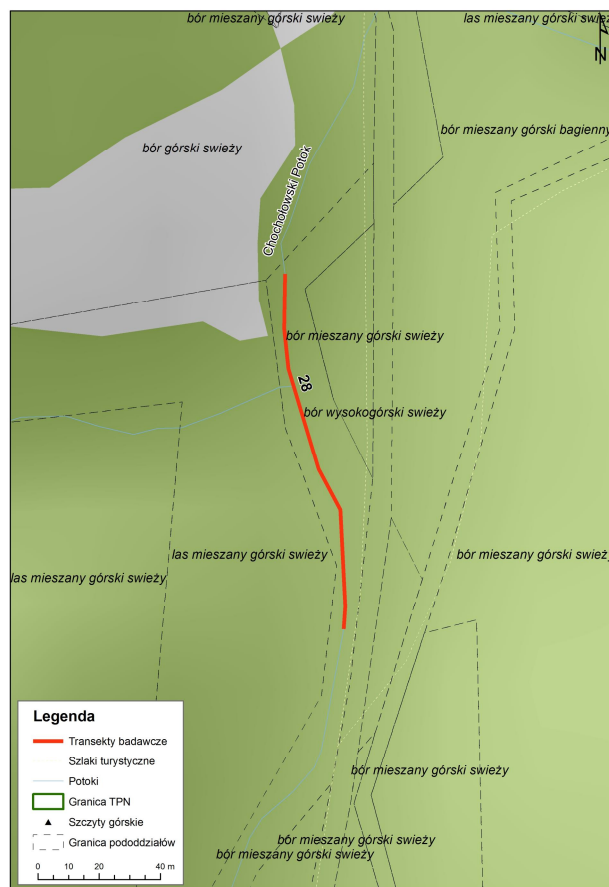 bór mieszany górski swieży
las mieszany górski swież
N
bór mieszany górski bagienny
bór górski swieży
Chochołowski Potok
bór mieszany górski swieży
28
bór wysokogórski swieży
las mieszany górski swieży
bór mieszany górski swieży
las mieszany górski swieży
bór mieszany górski swieży
bór mieszany górski swieży
bór mieszany górski swieży
Legenda
Transekty badawcze
Szlaki turystyczne
Potoki
Granica TPN
Szczyty górskie
Granica pododdziałów
0 20 40 m